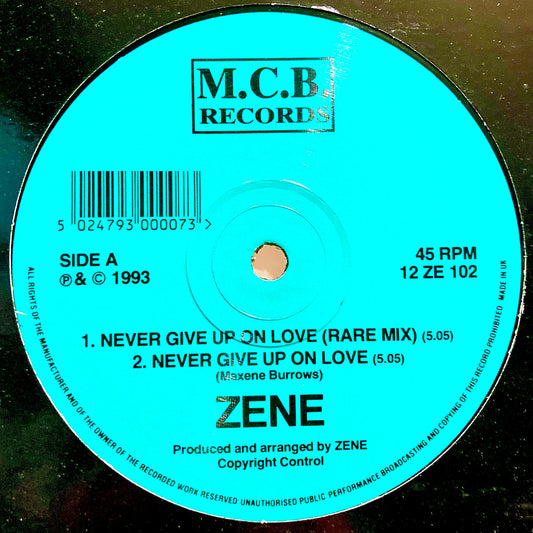 M.C.B.
RECORDS
5 024793 000073 >
SIDE A
℗ & © 1993
45 RPM
12 ZE 102
1. NEVER GIVE UP ON LOVE (RARE MIX) (5.05)
2. NEVER GIVE UP ON LOVE (5.05)
(Maxene Burrows)
ZENE
Produced and arranged by ZENE
Copyright Control
ALL RIGHTS OF THE MANUFACTURER AND OF THE OWNER OF THE RECORDED WORK RESERVED UNAUTHORISED PUBLIC PERFORMANCE BROADCASTING AND COPYING OF THIS RECORD PROHIBITED MADE IN UK